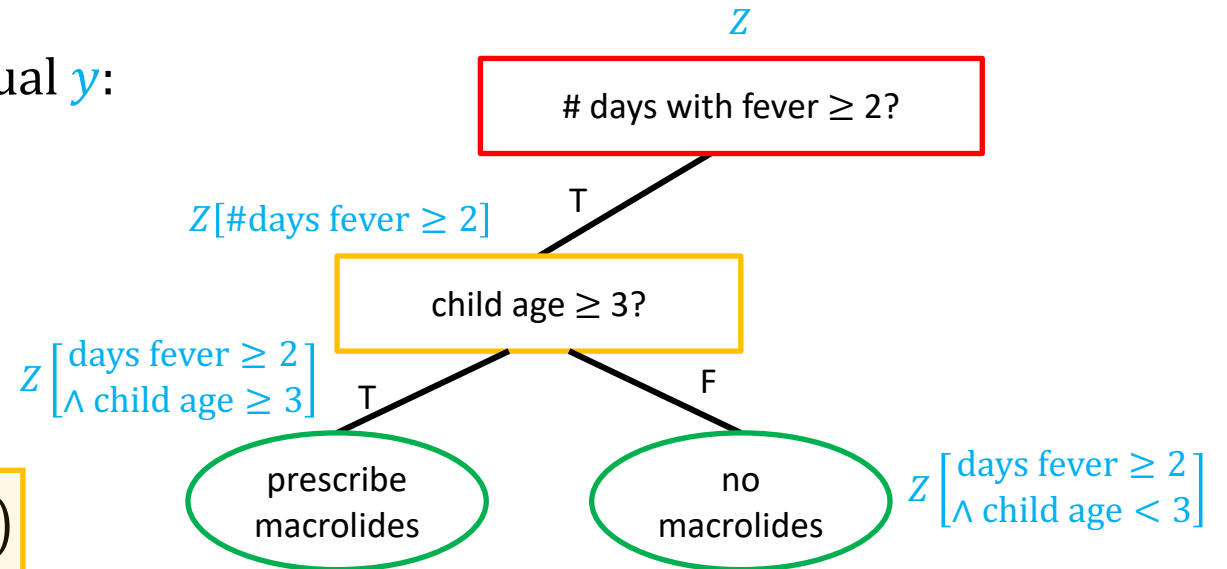 Z
ual y:
# days with fever ≥ 2?
T
Z[#days fever ≥ 2]
child age ≥ 3?
Z [days fever ≥ 2
∧ child age ≥ 3]
T
F
prescribe
macrolides
no
macrolides
Z [days fever ≥ 2
∧ child age < 3]
)